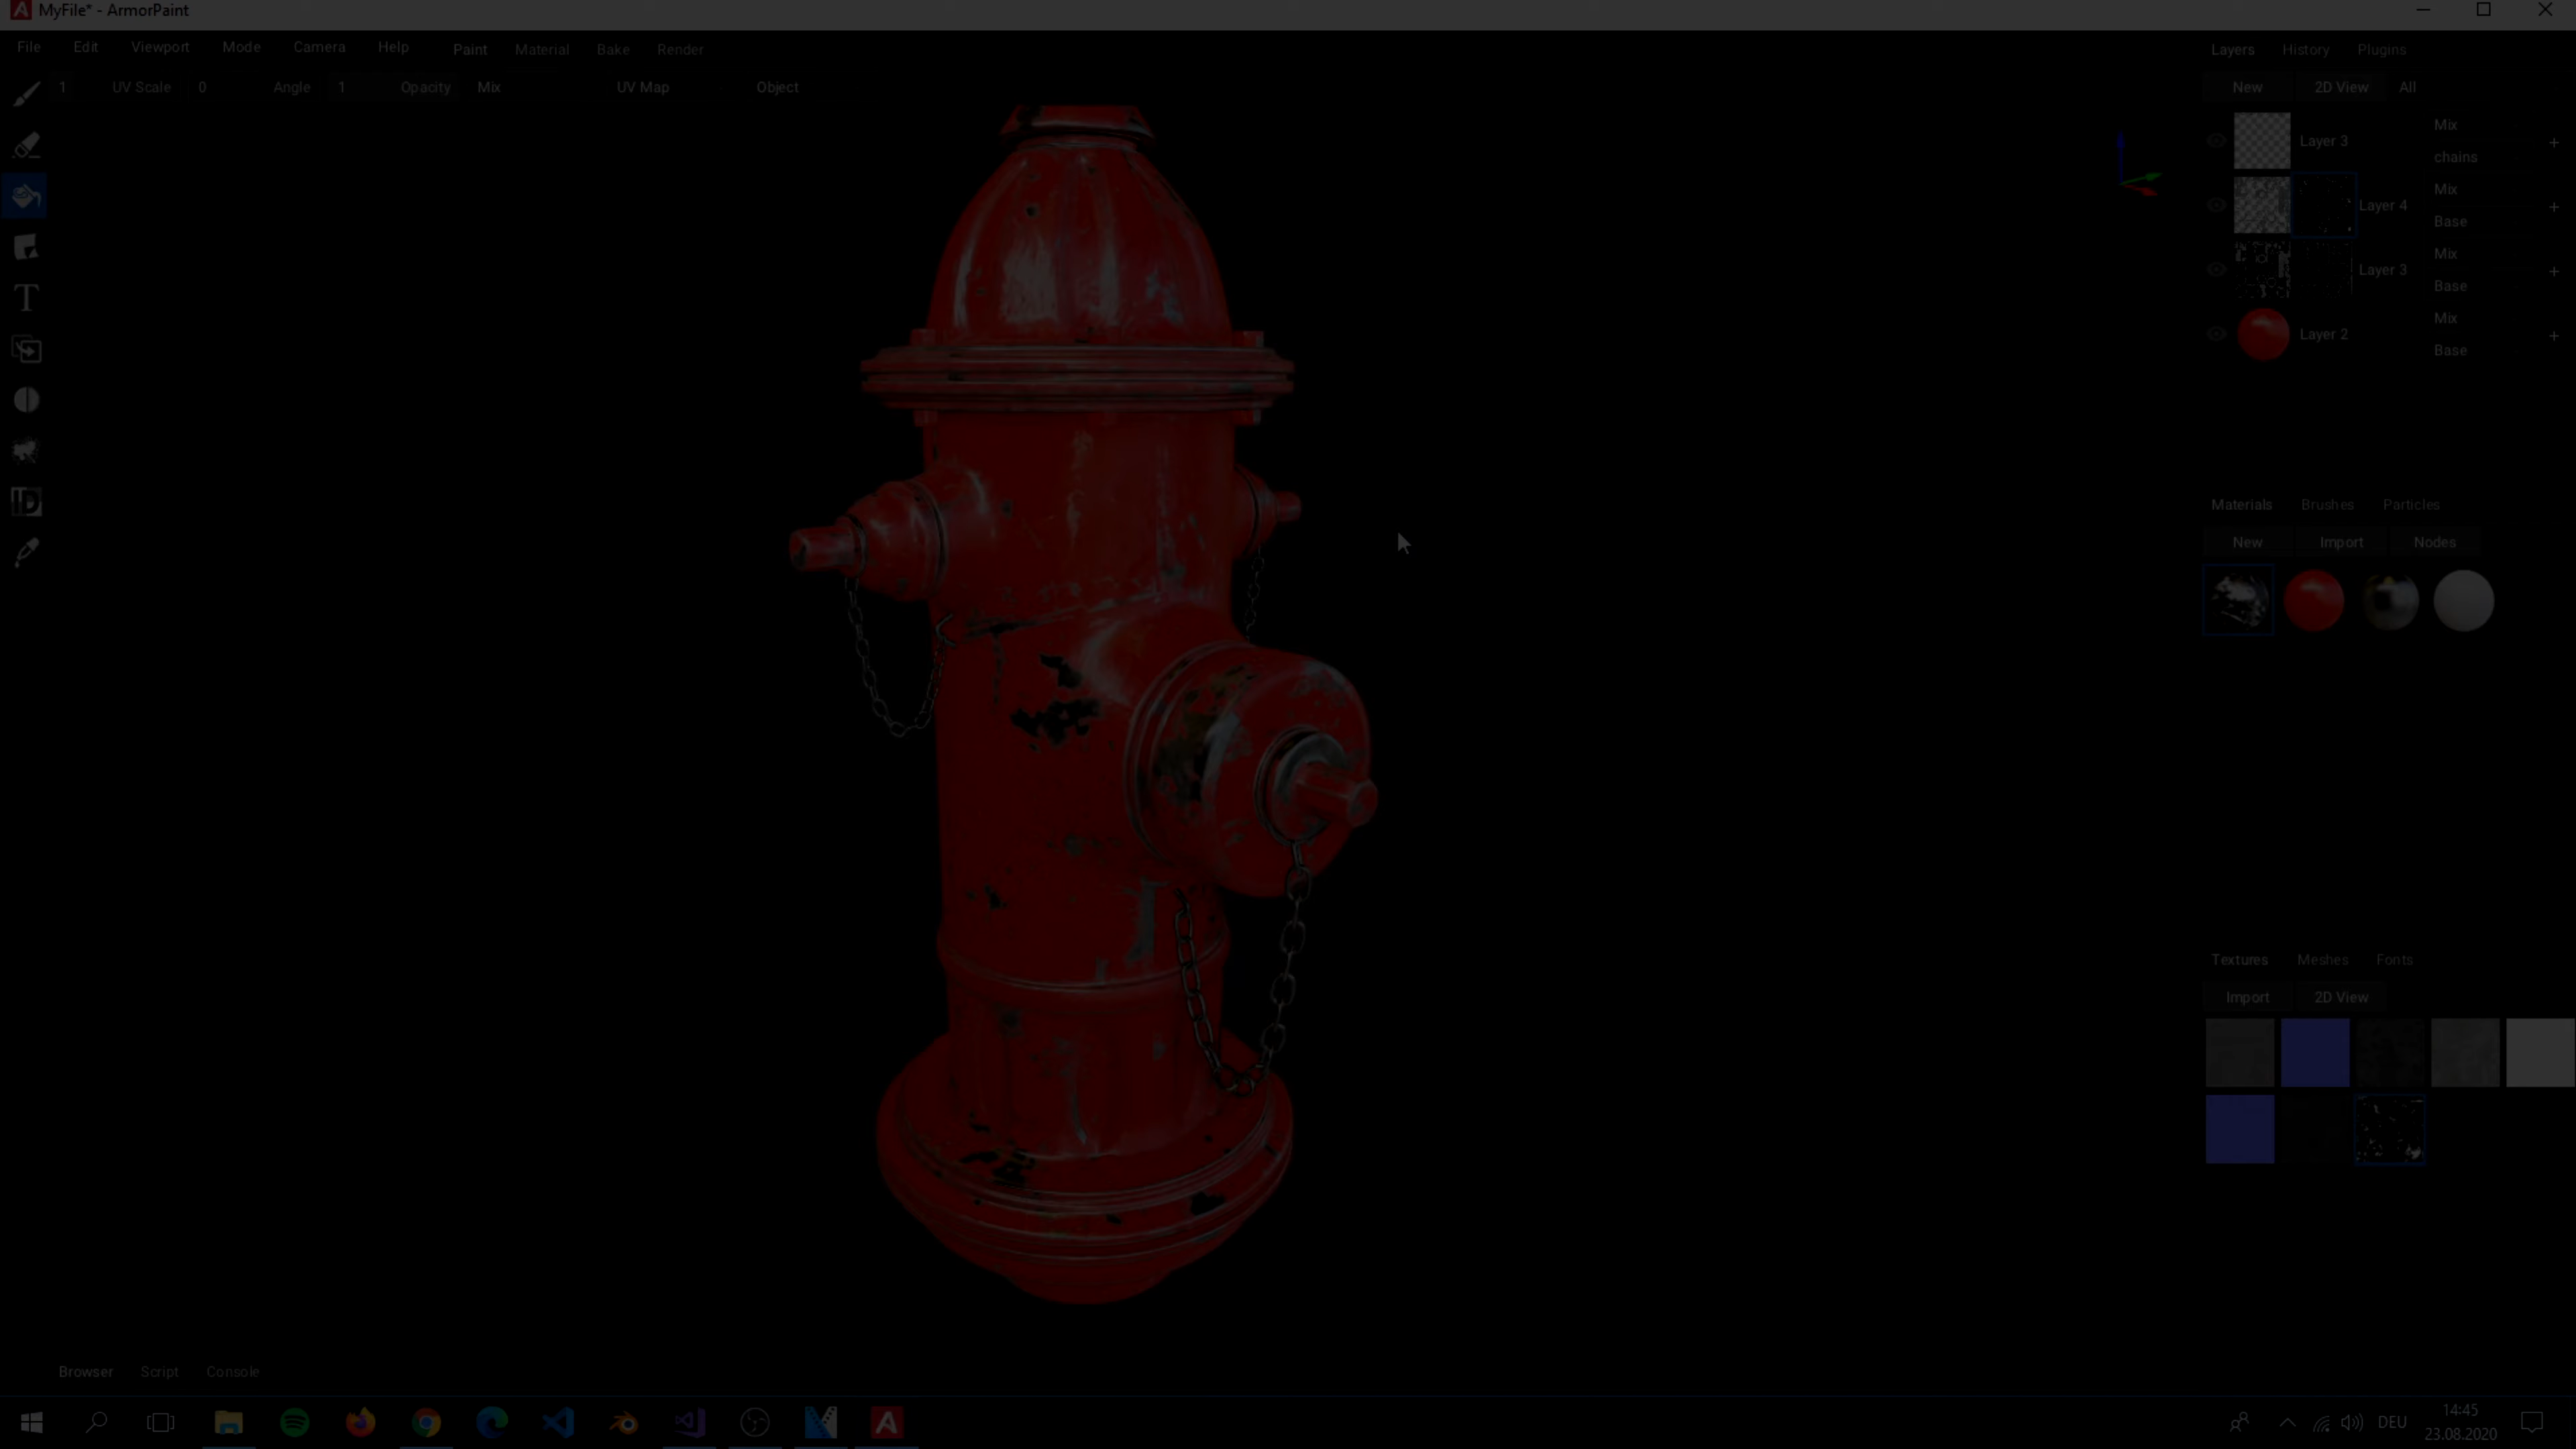 MyFile* - ArmorPaint
File Edit Viewport Mode Camera Help Paint Material Bake Render
1 UV Scale 0 Angle 1 Opacity Mix UV Map Object
Layers History Plugins
New 2D View All
Layer 3 Mix
chains
Layer 4 Mix
Base
Layer 3 Mix
Base
Layer 2 Mix
Base
Materials Brushes Particles
New Import Nodes
Textures Meshes Fonts
Import 2D View
Browser Script Console
DEU
14:45
23.08.2020